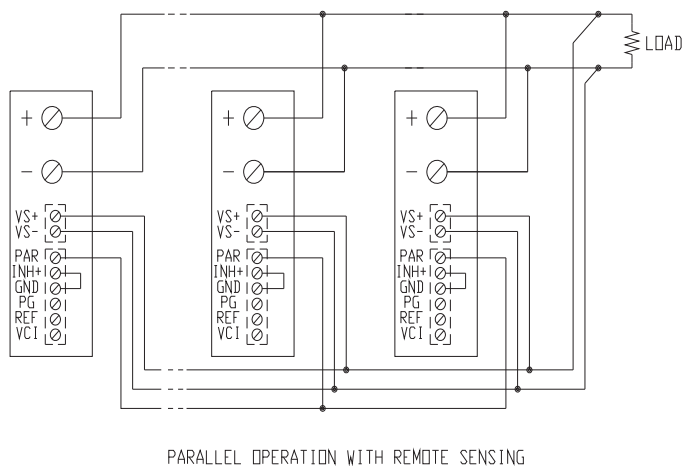 LOAD
+ + +
- - -
VS+ VS+ VS+
VS- VS- VS-
PAR PAR PAR
INH+ INH+ INH+
GND GND GND
PG PG PG
REF REF REF
VCI VCI VCI
PARALLEL OPERATION WITH REMOTE SENSING